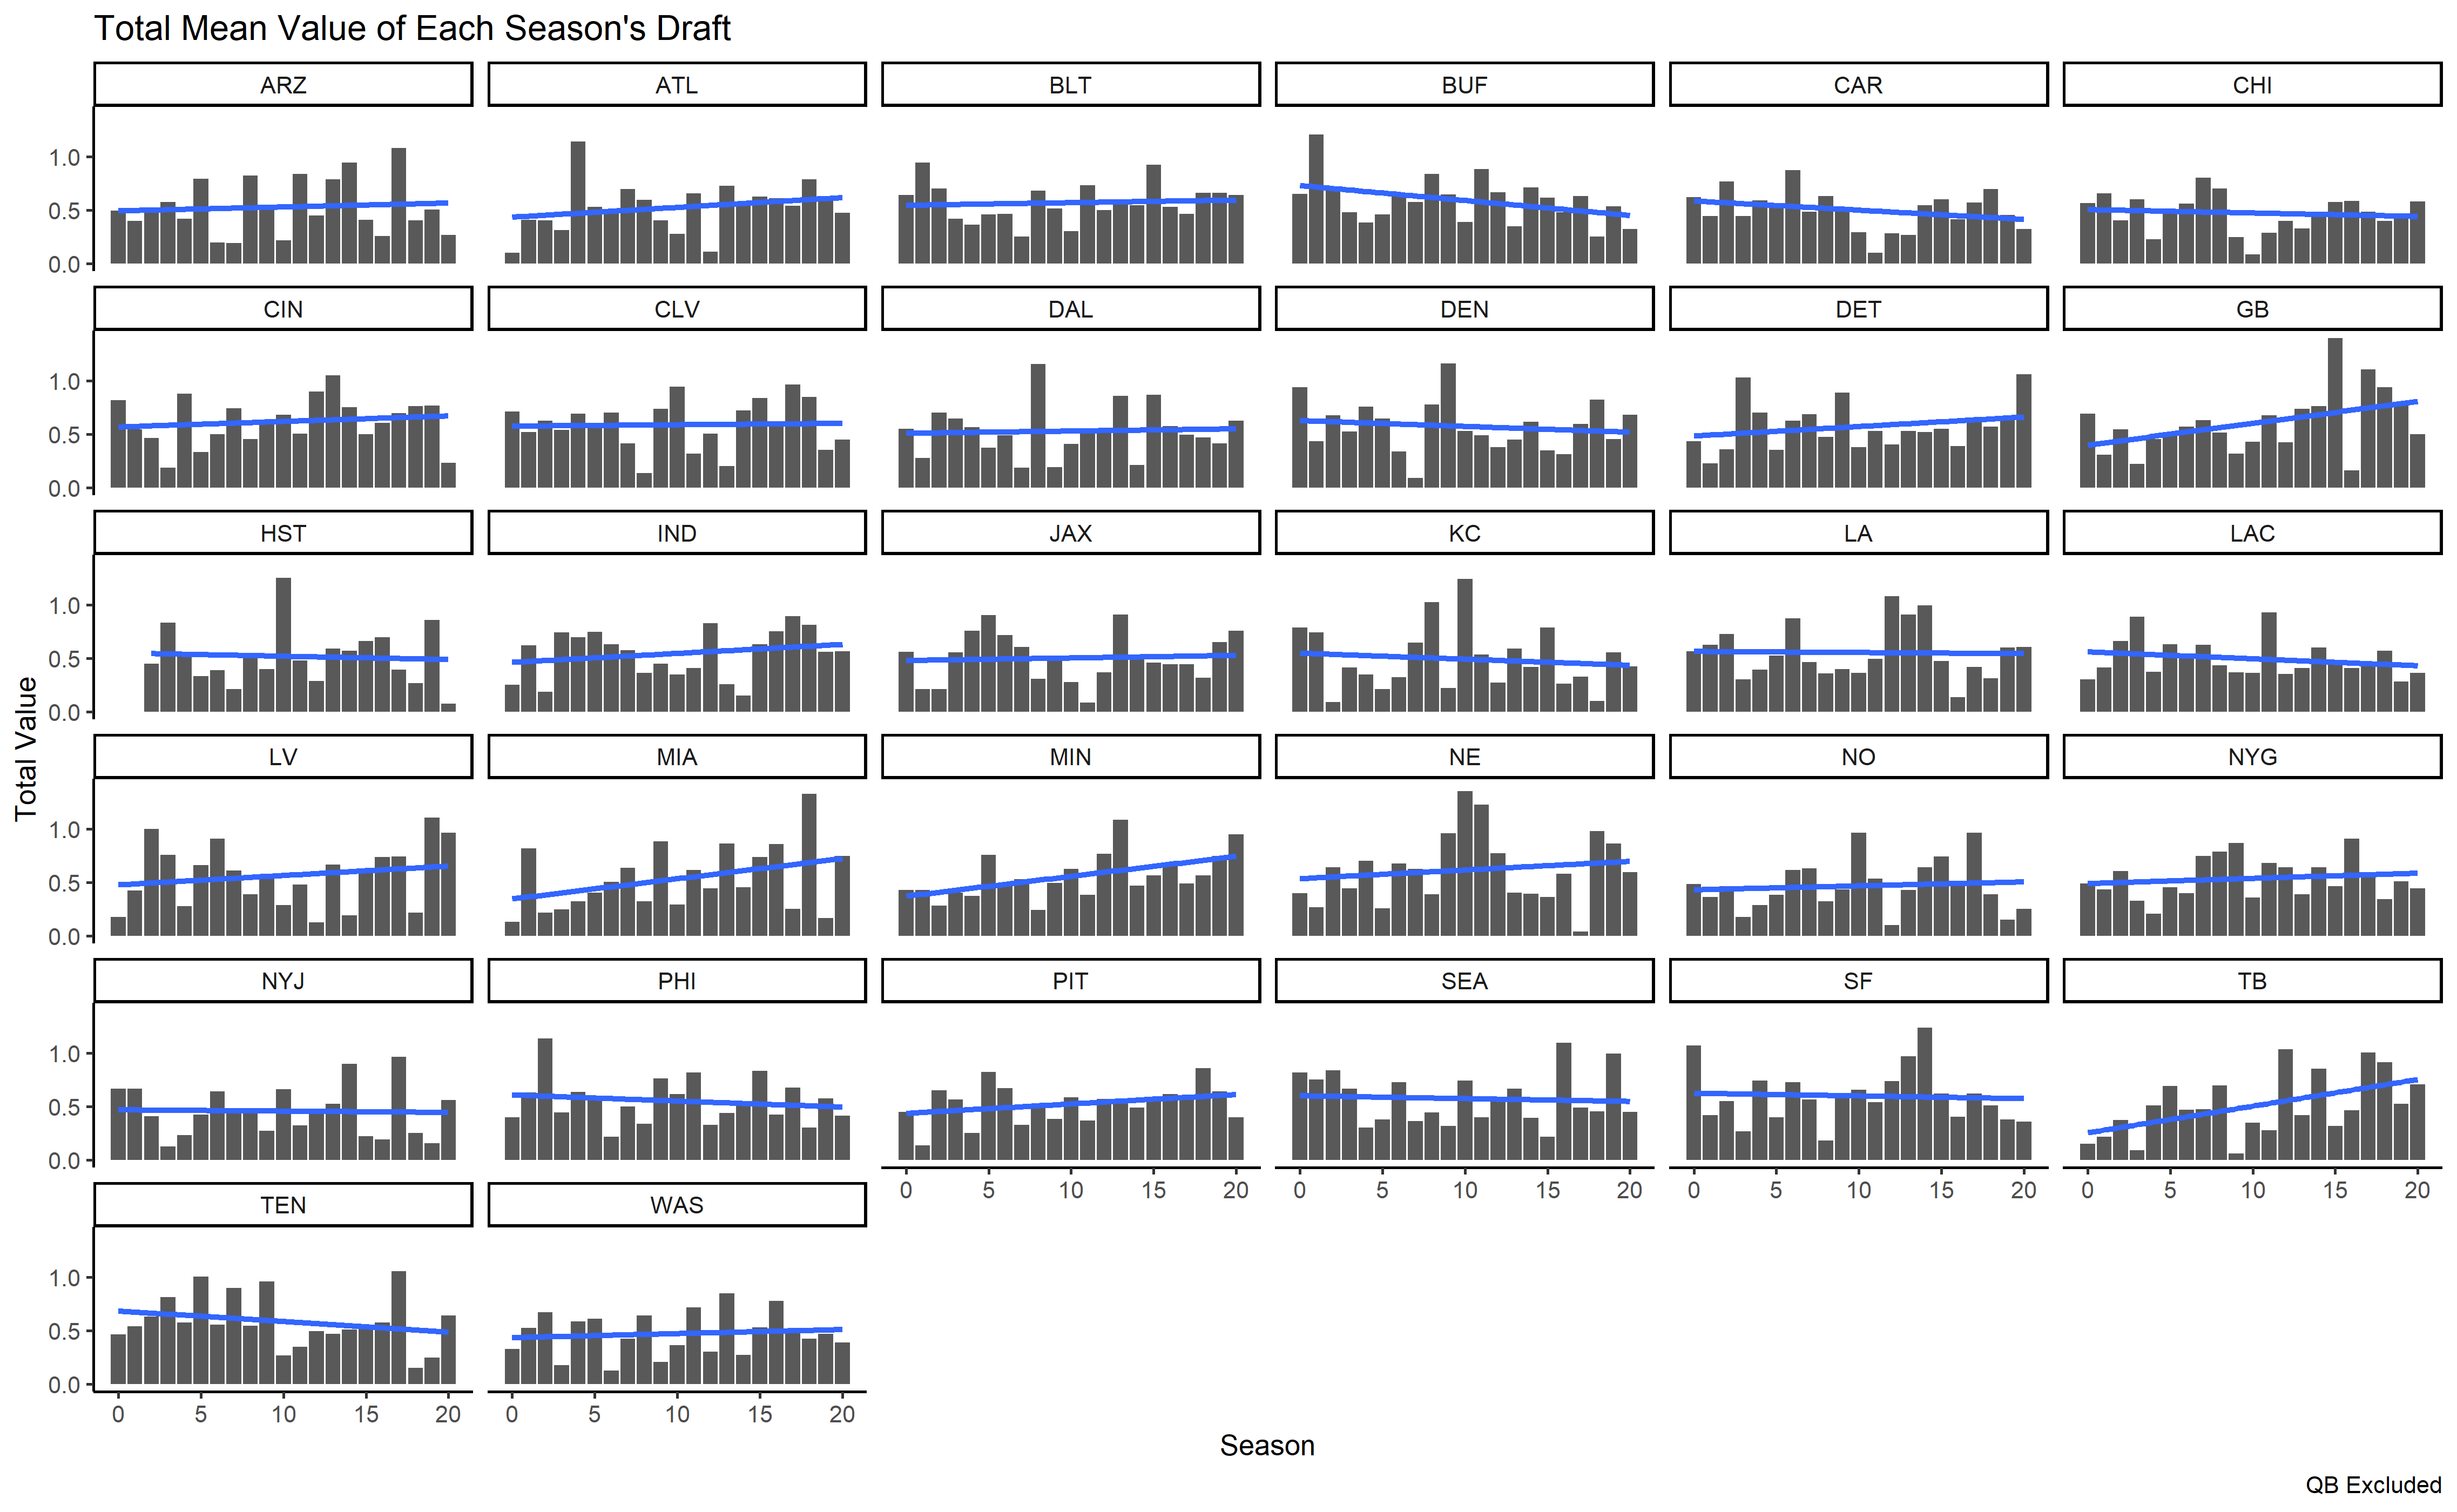 Total Mean Value of Each Season's Draft
ARZ ATL BLT BUF CAR CHI
1.0
0.5
0.0
CIN CLV DAL DEN DET GB
1.0
0.5
0.0
HST IND JAX KC LA LAC
1.0
0.5
0.0
Total Value
LV MIA MIN NE NO NYG
1.0
0.5
0.0
NYJ PHI PIT SEA SF TB
1.0
0.5
0.0
0 5 10 15 20 0 5 10 15 20 0 5 10 15 20 0 5 10 15 20
TEN WAS
1.0
0.5
0.0
0 5 10 15 20 0 5 10 15 20
Season
QB Excluded